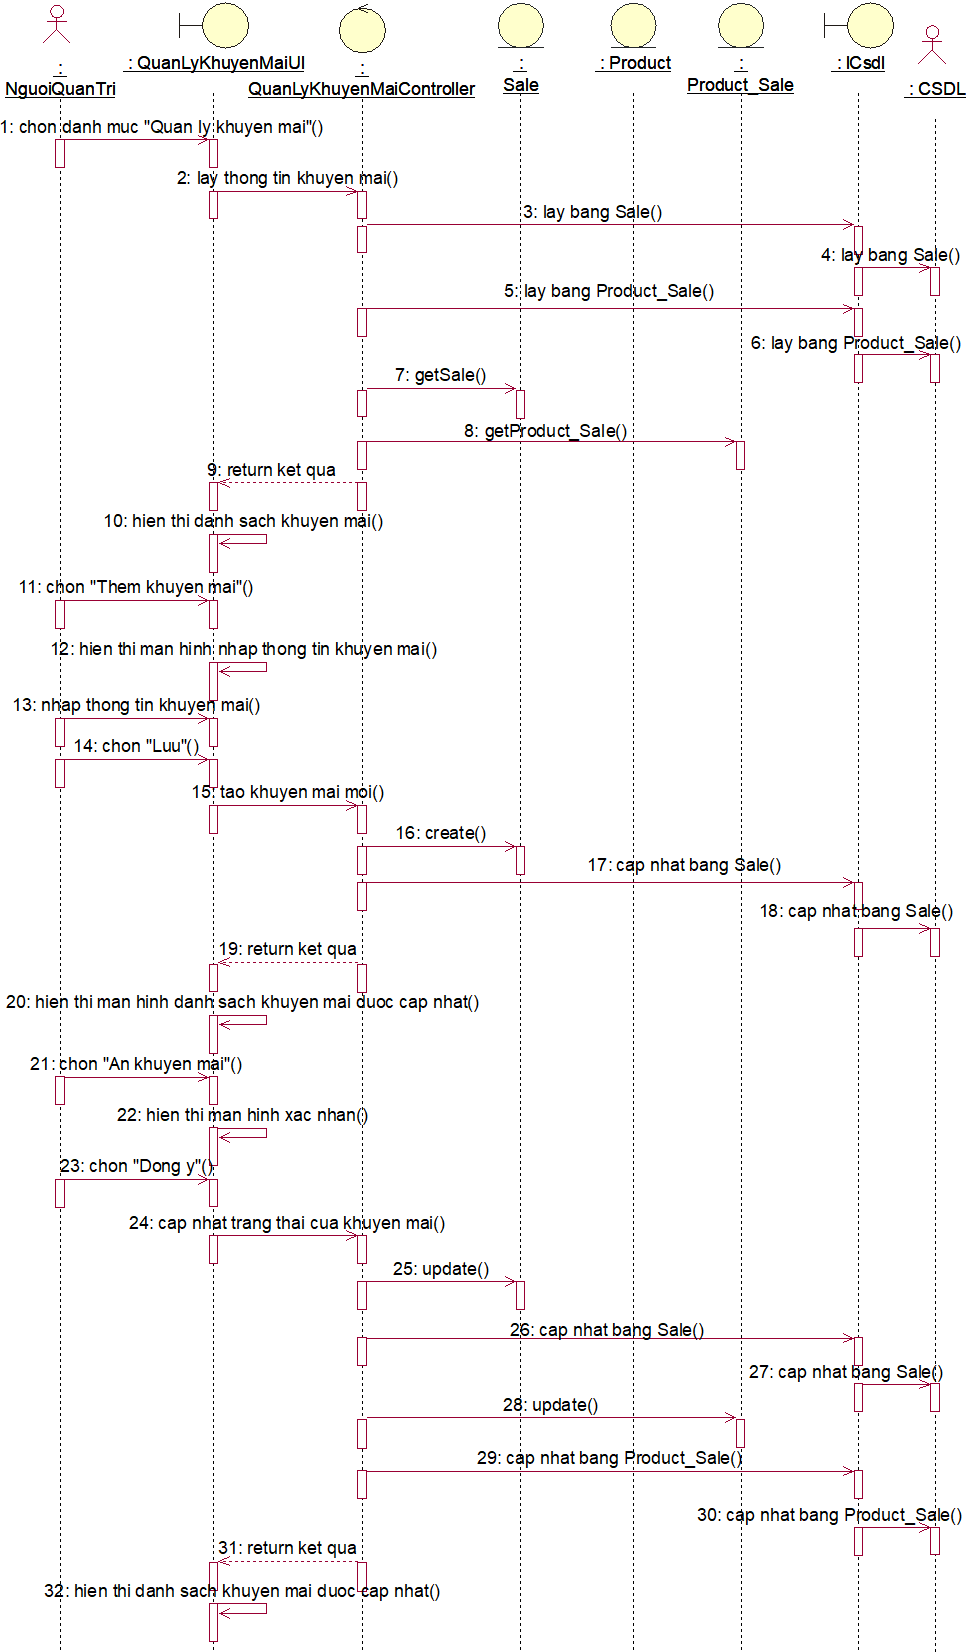 :
NguoiQuanTri
: QuanLyKhuyenMaiUI
:
QuanLyKhuyenMaiController
:
Sale
: Product
:
Product_Sale
: ICsdl
: CSDL
1: chon danh muc "Quan ly khuyen mai"()
2: lay thong tin khuyen mai()
3: lay bang Sale()
4: lay bang Sale()
5: lay bang Product_Sale()
6: lay bang Product_Sale()
7: getSale()
8: getProduct_Sale()
9: return ket qua
10: hien thi danh sach khuyen mai()
11: chon "Them khuyen mai"()
12: hien thi man hinh nhap thong tin khuyen mai()
13: nhap thong tin khuyen mai()
14: chon "Luu"()
15: tao khuyen mai moi()
16: create()
17: cap nhat bang Sale()
18: cap nhat bang Sale()
19: return ket qua
20: hien thi man hinh danh sach khuyen mai duoc cap nhat()
21: chon "An khuyen mai"()
22: hien thi man hinh xac nhan()
23: chon "Dong y"()
24: cap nhat trang thai cua khuyen mai()
25: update()
26: cap nhat bang Sale()
27: cap nhat bang Sale()
28: update()
29: cap nhat bang Product_Sale()
30: cap nhat bang Product_Sale()
31: return ket qua
32: hien thi danh sach khuyen mai duoc cap nhat()